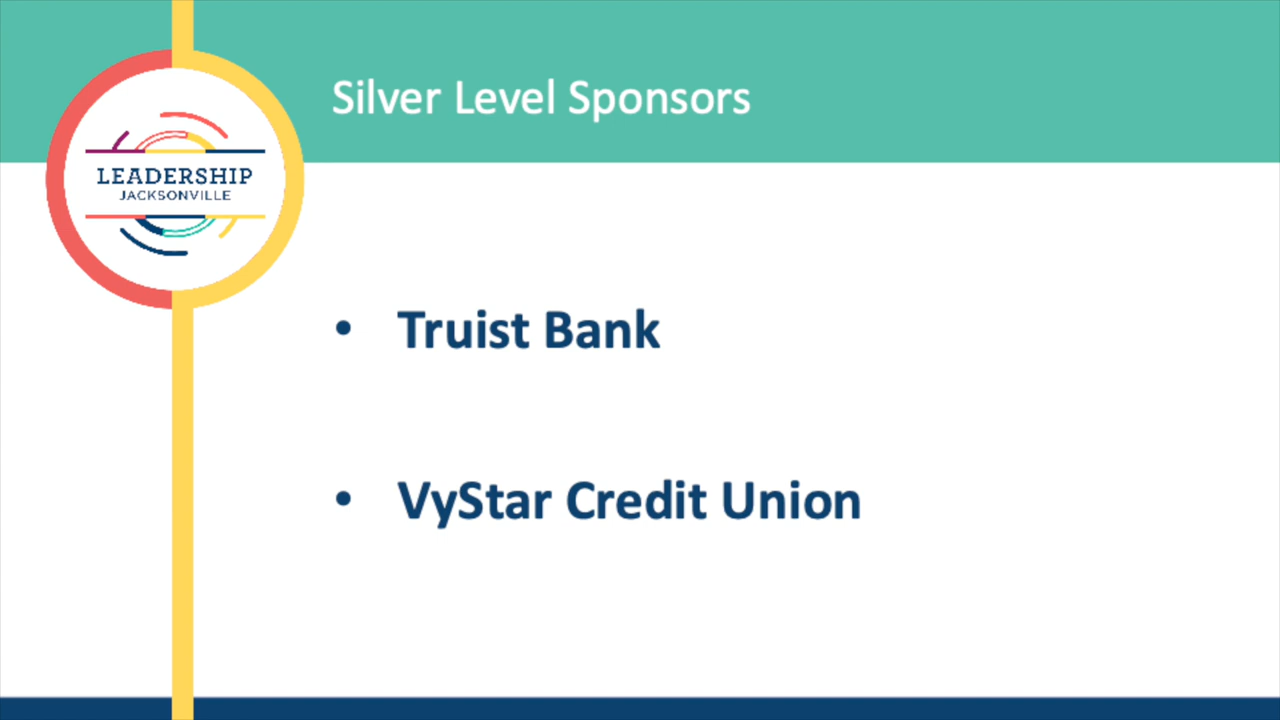 Silver Level Sponsors
LEADERSHIP
JACKSONVILLE
• Truist Bank
• VyStar Credit Union